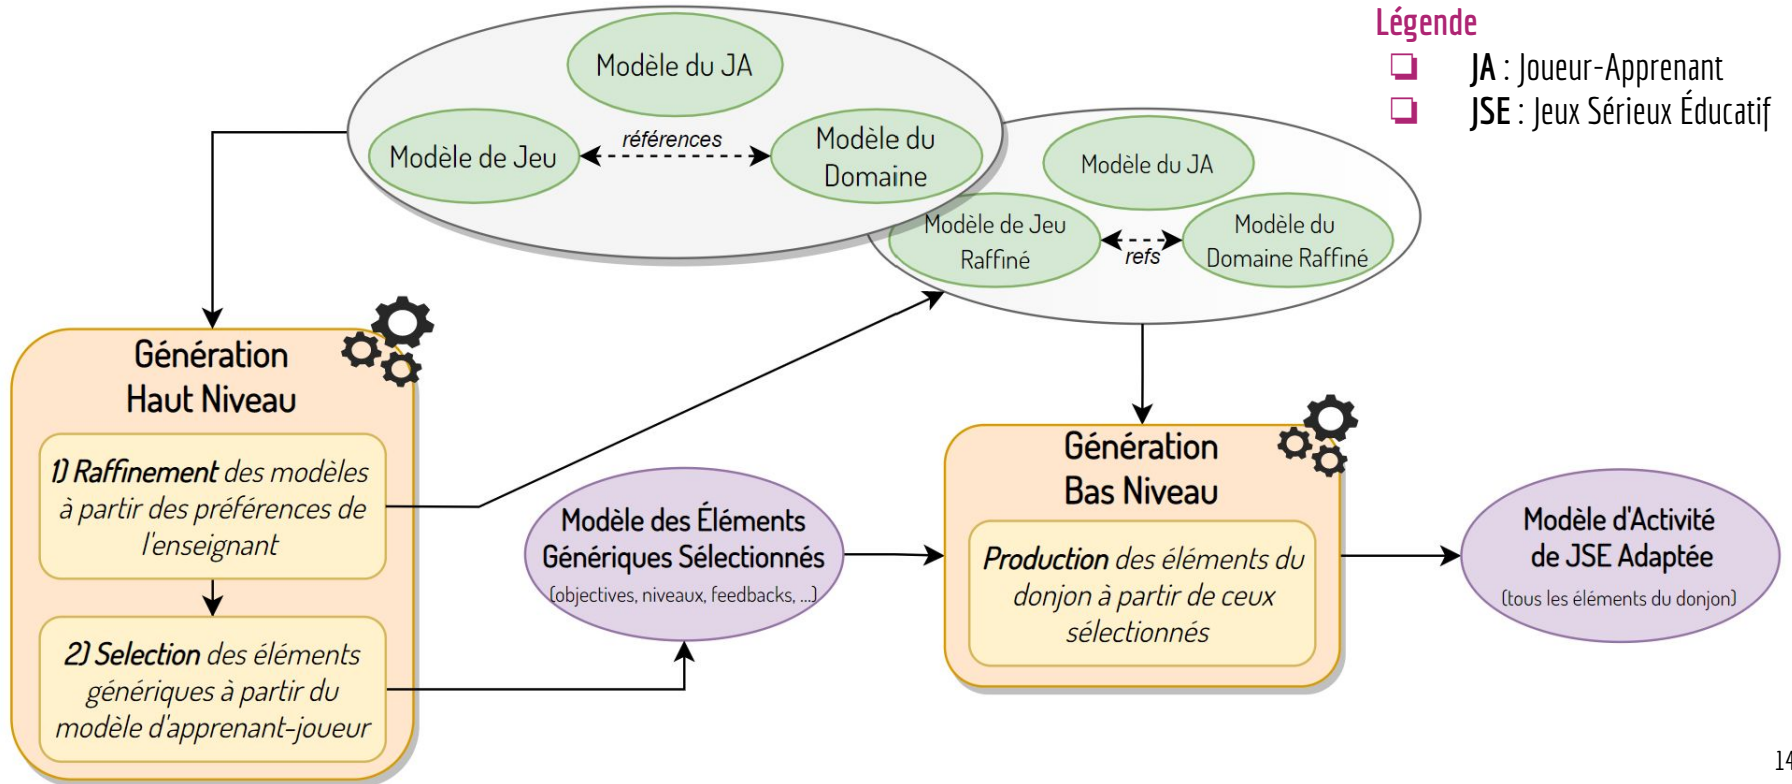 Légende
❏ JA : Joueur-Apprenant
❏ JSE : Jeux Sérieux Éducatif
Modèle du JA
Modèle de Jeu
références
Modèle du
Domaine
Modèle du JA
Modèle de Jeu
Raffiné
refs
Modèle du
Domaine Raffiné
Génération
Haut Niveau
1) Raffinement des modèles
à partir des préférences de
l'enseignant
2) Selection des éléments
génériques à partir du
modèle d'apprenant-joueur
Modèle des Éléments
Génériques Sélectionnés
(objectives, niveaux, feedbacks, ...)
Génération
Bas Niveau
Production des éléments du
donjon à partir de ceux
sélectionnés
Modèle d'Activité
de JSE Adaptée
(tous les éléments du donjon)
14